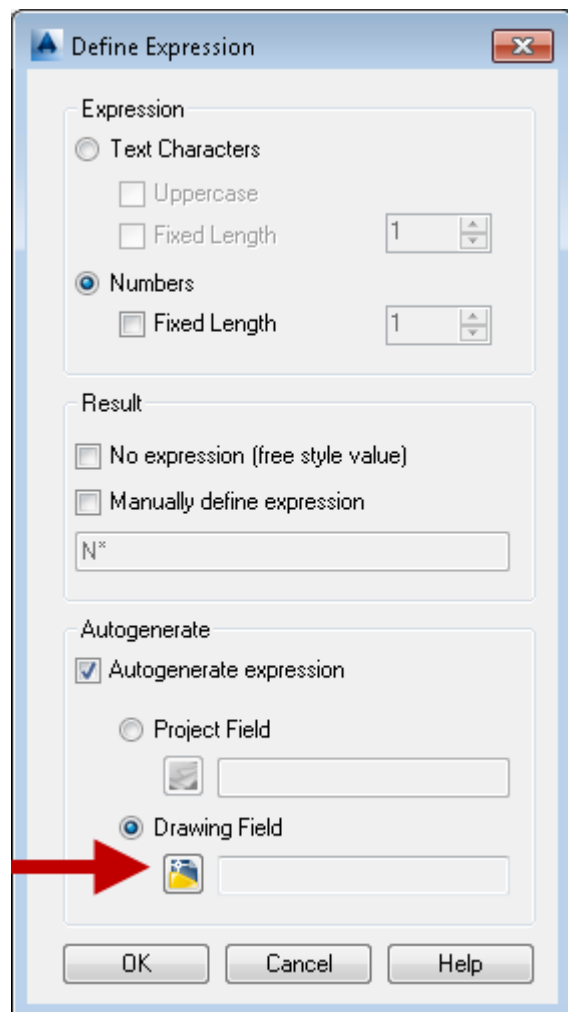 Define Expression
Expression
Text Characters
Uppercase
Fixed Length 1
Numbers
Fixed Length 1
Result
No expression (free style value)
Manually define expression
N*
Autogenerate
Autogenerate expression
Project Field
Drawing Field
OK Cancel Help